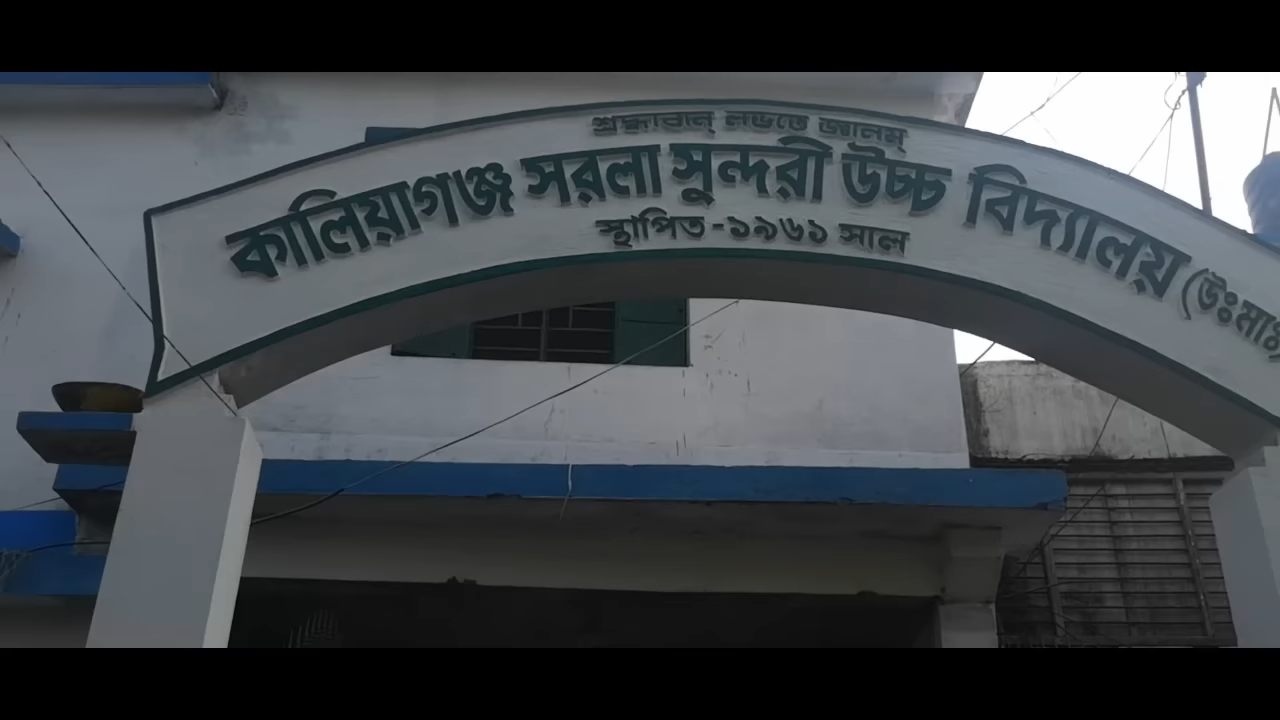 শ্রদ্ধাবান্ লভতে জ্ঞানম্
কালিয়াগঞ্জ সরলা সুন্দরী উচ্চ বিদ্যালয় (উঃমাঃ
স্থাপিত - ১৯৬১ সাল